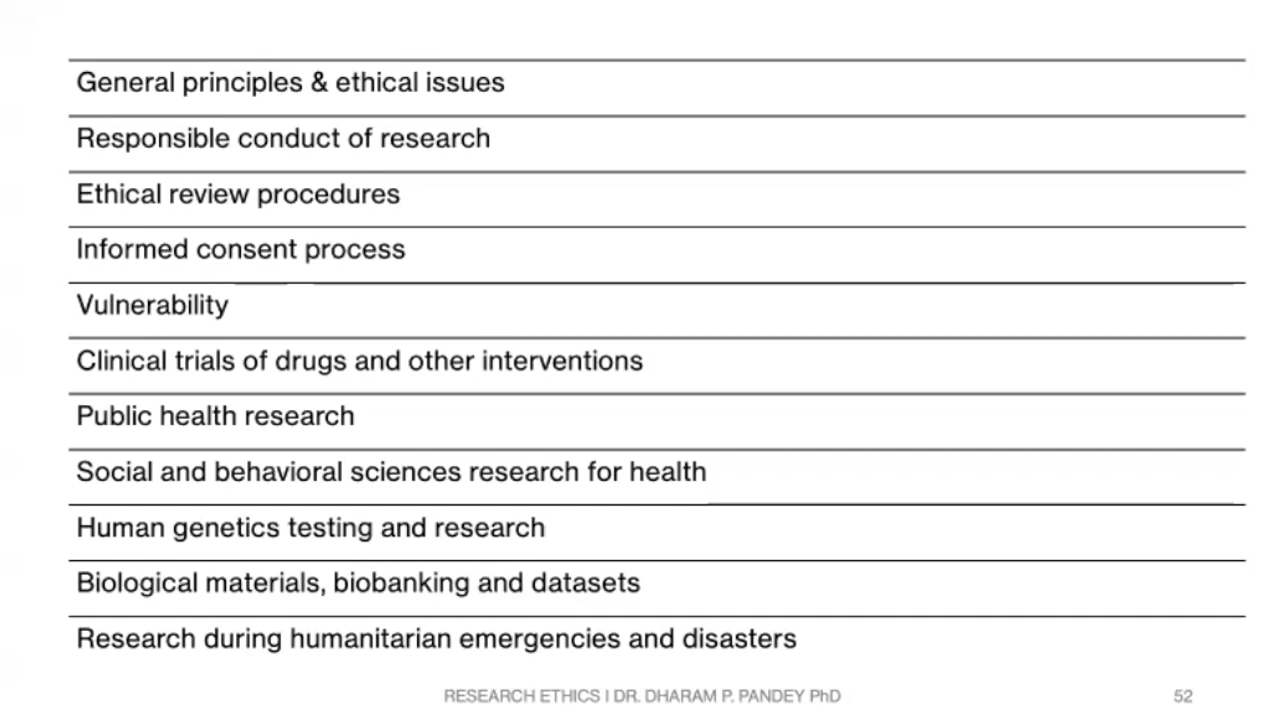 General principles & ethical issues
Responsible conduct of research
Ethical review procedures
Informed consent process
Vulnerability
Clinical trials of drugs and other interventions
Public health research
Social and behavioral sciences research for health
Human genetics testing and research
Biological materials, biobanking and datasets
Research during humanitarian emergencies and disasters
RESEARCH ETHICS I DR. DHARAM P. PANDEY PhD
52